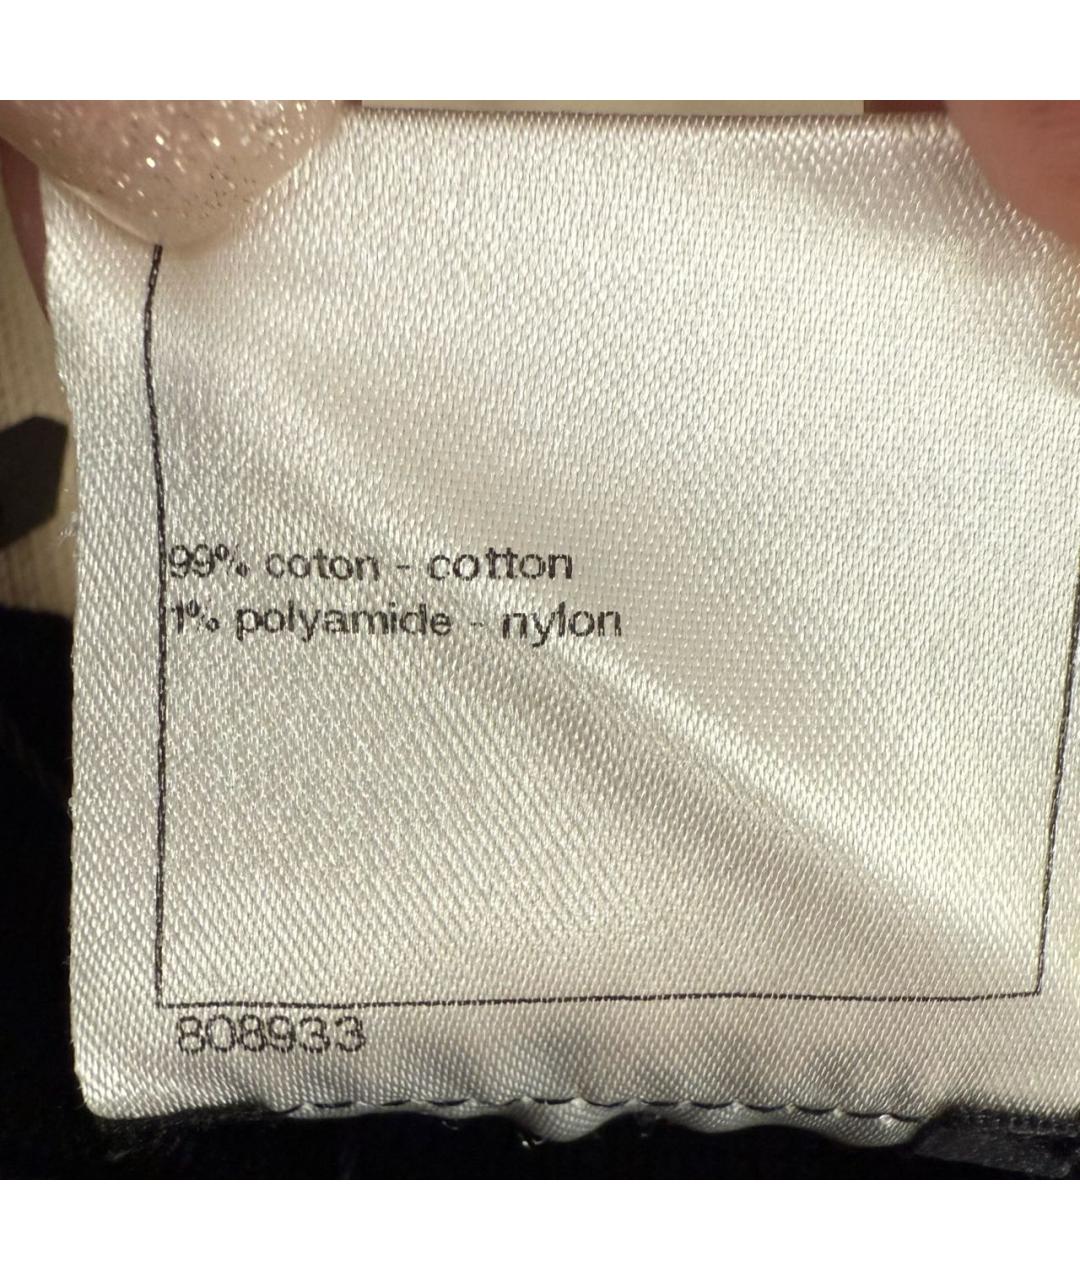 99% coton - cotton
1% polyamide - nylon
808933